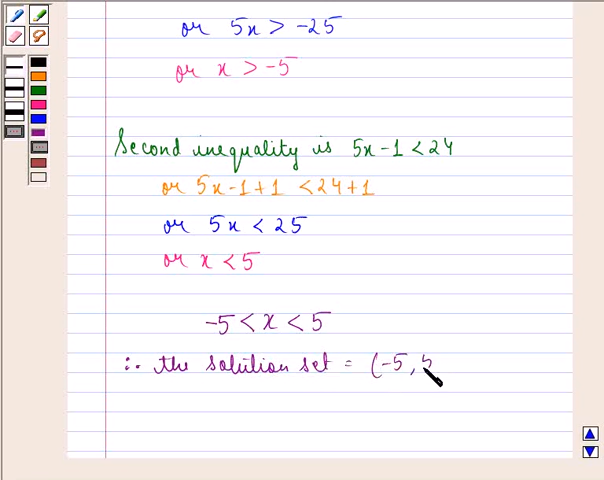 or 5x > -25
or x > -5
Second inequality is 5x - 1 < 24
or 5x - 1 + 1 < 24 + 1
or 5x < 25
or x < 5
-5 < x < 5
∴ the solution set = (-5, 5